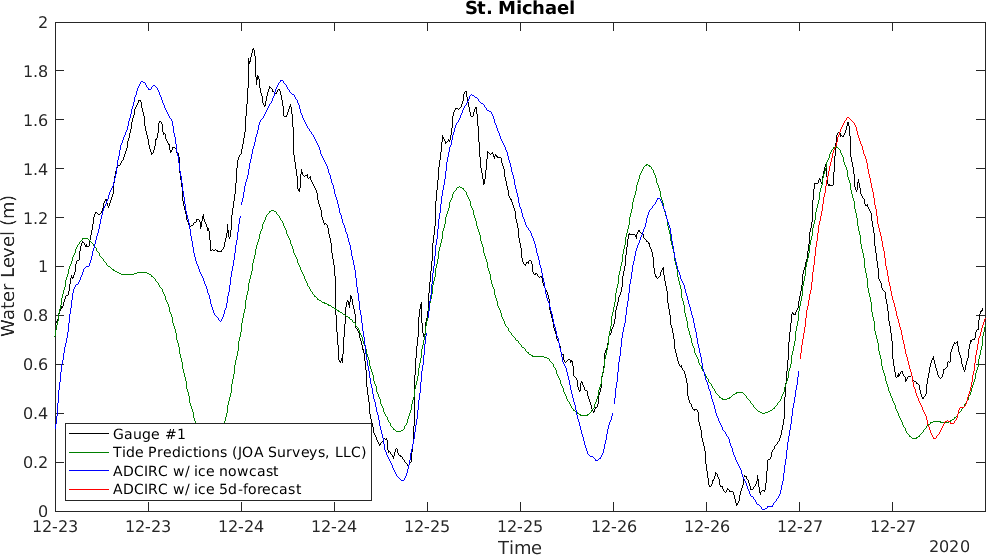 St. Michael
Water Level (m)
2
1.8
1.6
1.4
1.2
1
0.8
0.6
0.4
0.2
0
Gauge #1
Tide Predictions (JOA Surveys, LLC)
ADCIRC w/ ice nowcast
ADCIRC w/ ice 5d-forecast
12-23 12-23 12-24 12-24 12-25 12-25 12-26 12-26 12-27 12-27
Time
2020